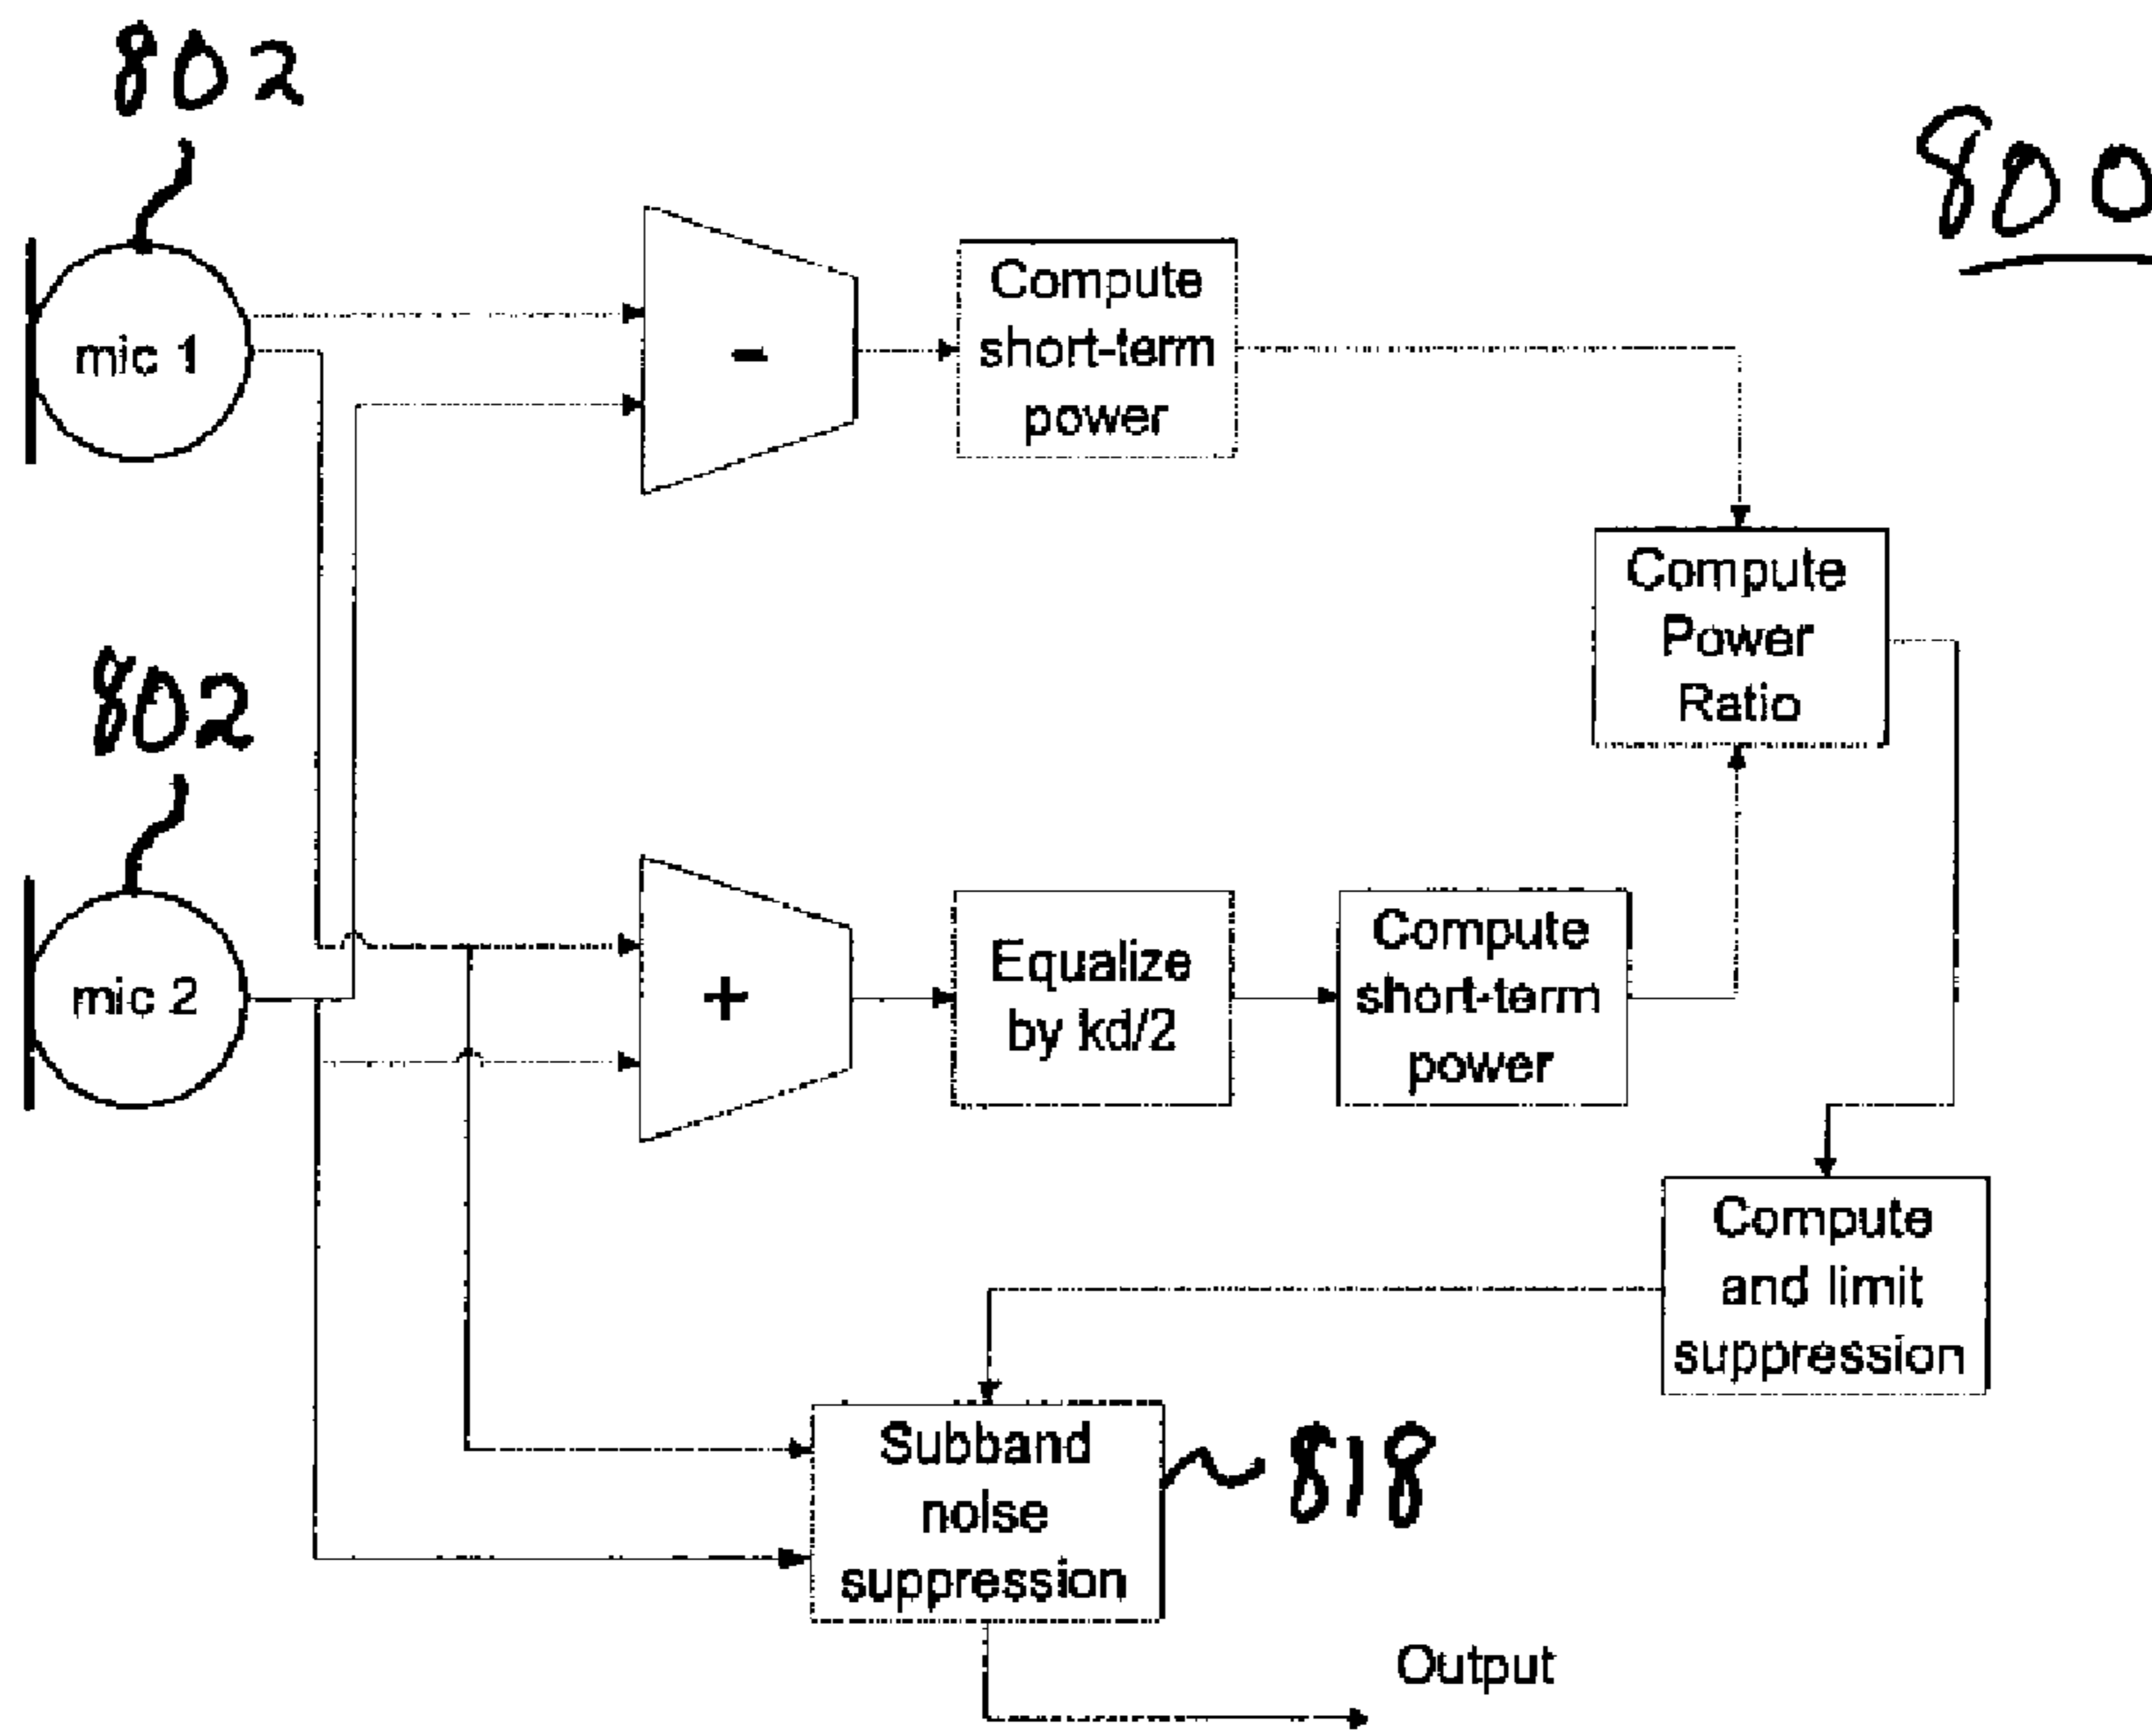 802
800
mic 1
-
Compute
short-term
power
Compute
Power
Ratio
802
mic 2
+
Equalize
by kd/2
Compute
short-term
power
Compute
and limit
suppression
Subband
noise
suppression
818
Output